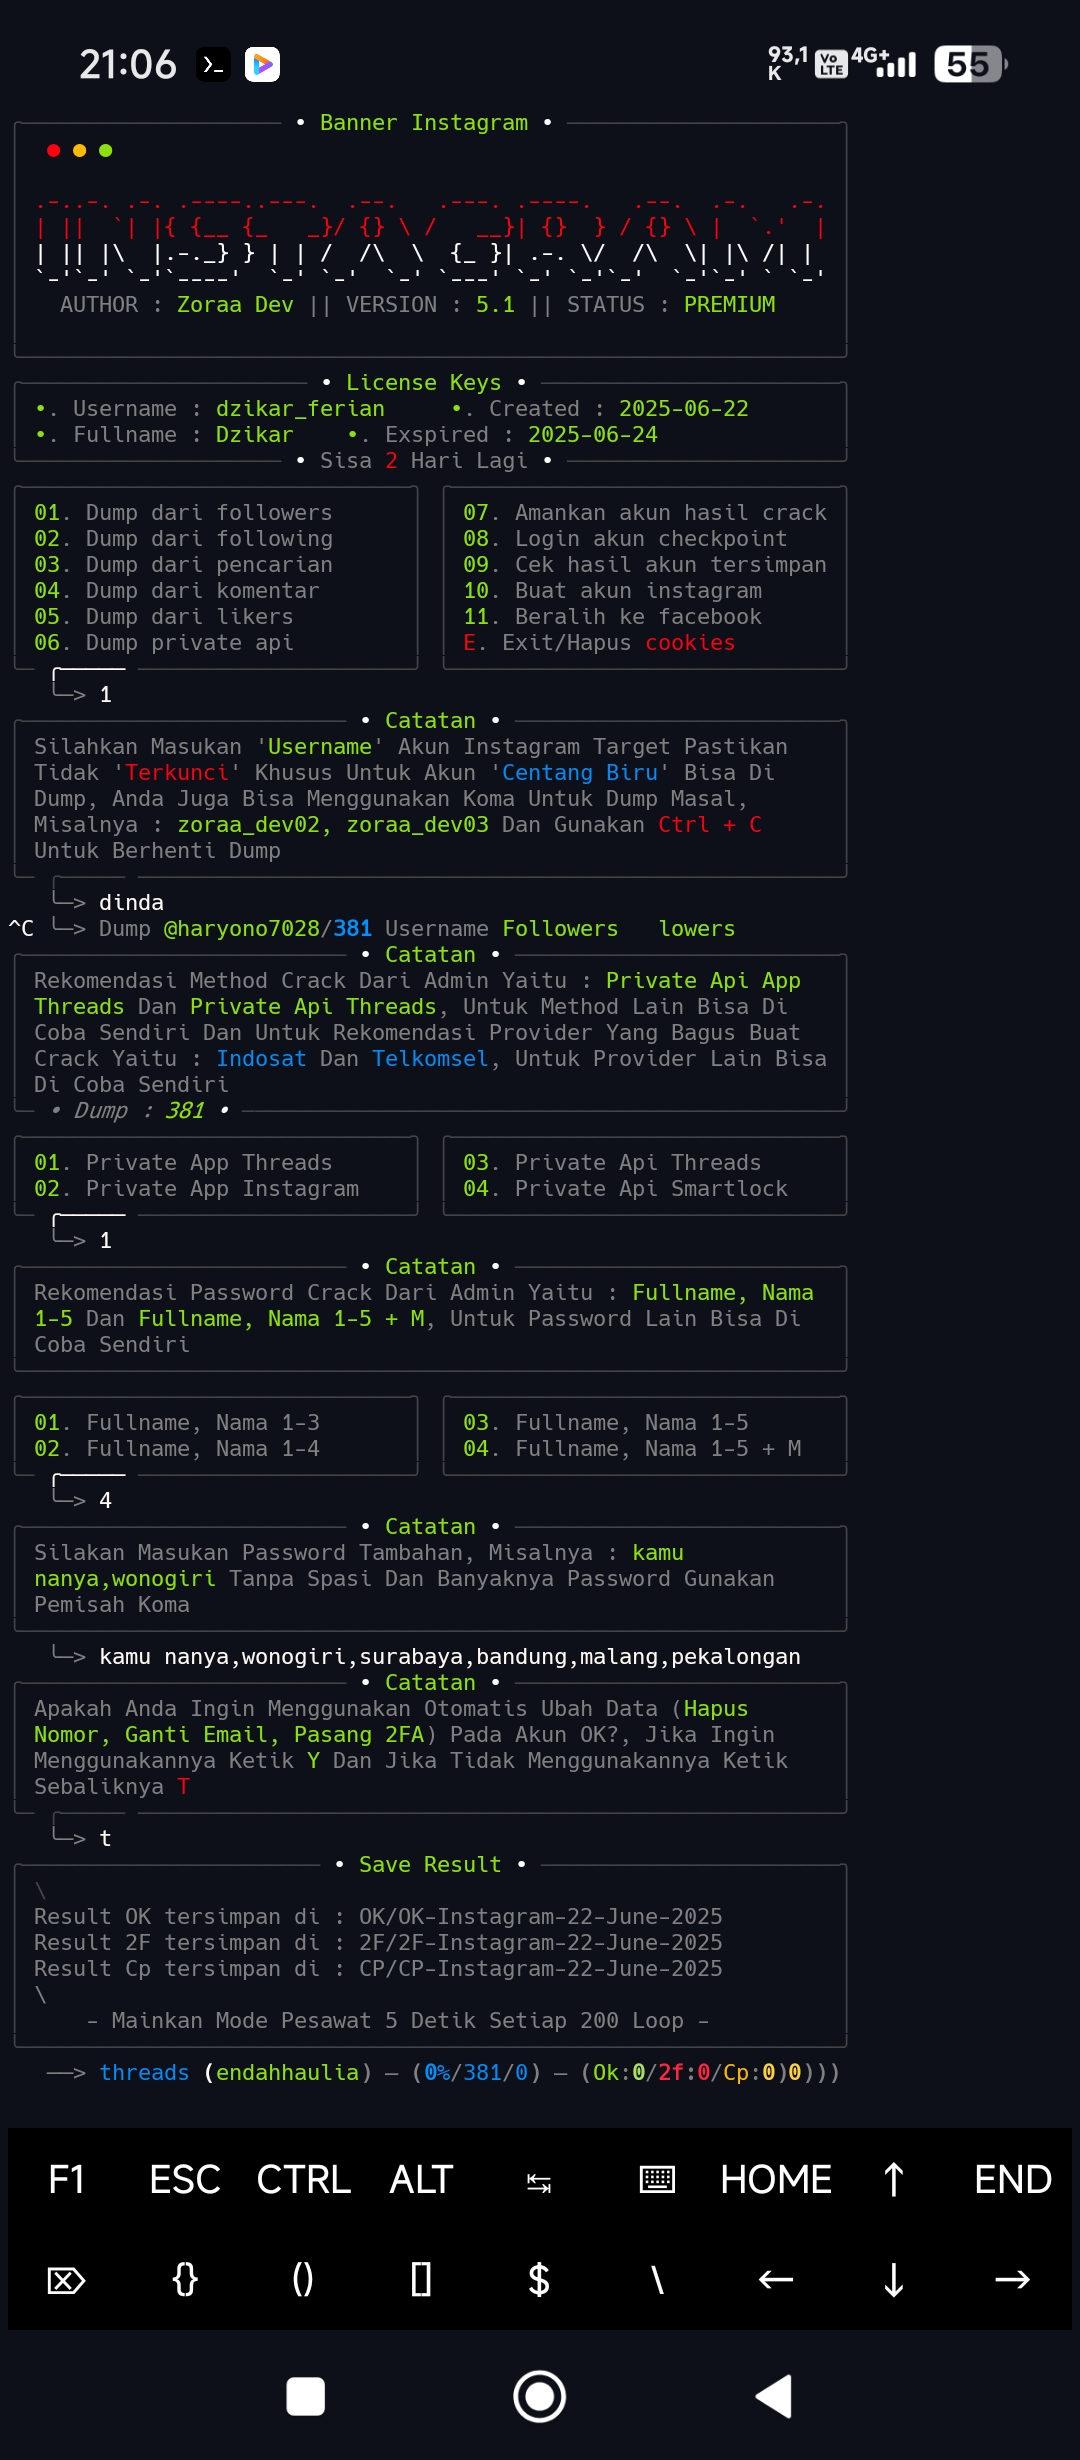 21:06
93,1 K Vo LTE 4G+ 55
• Banner Instagram •
.-..-. .-. .----..---.  .--.   .---. .----.   .--.  .-.   .-.
| ||  `| |{ {__ {_   _}/ {} \ /   __}| {}  } / {} \ |  `.'  |
| || |\  |.-._} } | | /  /\  \  {_ }| .-. \/  /\  \| |\ /| |
`-'`-' `-'`----'  `-' `-'  `-' `---' `-' `-'`-'  `-'`-' ` `-'
AUTHOR : Zoraa Dev || VERSION : 5.1 || STATUS : PREMIUM
• License Keys •
•. Username : dzikar_ferian •. Created : 2025-06-22
•. Fullname : Dzikar •. Exspired : 2025-06-24
• Sisa 2 Hari Lagi •
01. Dump dari followers
02. Dump dari following
03. Dump dari pencarian
04. Dump dari komentar
05. Dump dari likers
06. Dump private api
07. Amankan akun hasil crack
08. Login akun checkpoint
09. Cek hasil akun tersimpan
10. Buat akun instagram
11. Beralih ke facebook
E. Exit/Hapus cookies
╰─> 1
• Catatan •
Silahkan Masukan 'Username' Akun Instagram Target Pastikan
Tidak 'Terkunci' Khusus Untuk Akun 'Centang Biru' Bisa Di
Dump, Anda Juga Bisa Menggunakan Koma Untuk Dump Masal,
Misalnya : zoraa_dev02, zoraa_dev03 Dan Gunakan Ctrl + C
Untuk Berhenti Dump
╰─> dinda
^C ╰─> Dump @haryono7028/381 Username Followers   lowers
• Catatan •
Rekomendasi Method Crack Dari Admin Yaitu : Private Api App
Threads Dan Private Api Threads, Untuk Method Lain Bisa Di
Coba Sendiri Dan Untuk Rekomendasi Provider Yang Bagus Buat
Crack Yaitu : Indosat Dan Telkomsel, Untuk Provider Lain Bisa
Di Coba Sendiri
• Dump : 381 •
01. Private App Threads
02. Private App Instagram
03. Private Api Threads
04. Private Api Smartlock
╰─> 1
• Catatan •
Rekomendasi Password Crack Dari Admin Yaitu : Fullname, Nama
1-5 Dan Fullname, Nama 1-5 + M, Untuk Password Lain Bisa Di
Coba Sendiri
01. Fullname, Nama 1-3
02. Fullname, Nama 1-4
03. Fullname, Nama 1-5
04. Fullname, Nama 1-5 + M
╰─> 4
• Catatan •
Silakan Masukan Password Tambahan, Misalnya : kamu
nanya,wonogiri Tanpa Spasi Dan Banyaknya Password Gunakan
Pemisah Koma
╰─> kamu nanya,wonogiri,surabaya,bandung,malang,pekalongan
• Catatan •
Apakah Anda Ingin Menggunakan Otomatis Ubah Data (Hapus
Nomor, Ganti Email, Pasang 2FA) Pada Akun OK?, Jika Ingin
Menggunakannya Ketik Y Dan Jika Tidak Menggunakannya Ketik
Sebaliknya T
╰─> t
• Save Result •
\
Result OK tersimpan di : OK/OK-Instagram-22-June-2025
Result 2F tersimpan di : 2F/2F-Instagram-22-June-2025
Result Cp tersimpan di : CP/CP-Instagram-22-June-2025
\
- Mainkan Mode Pesawat 5 Detik Setiap 200 Loop -
──> threads (endahhaulia) — (0%/381/0) — (Ok:0/2f:0/Cp:0)0)))
F1 ESC CTRL ALT ⇆ HOME ↑ END
{} () [] $ \ ← ↓ →